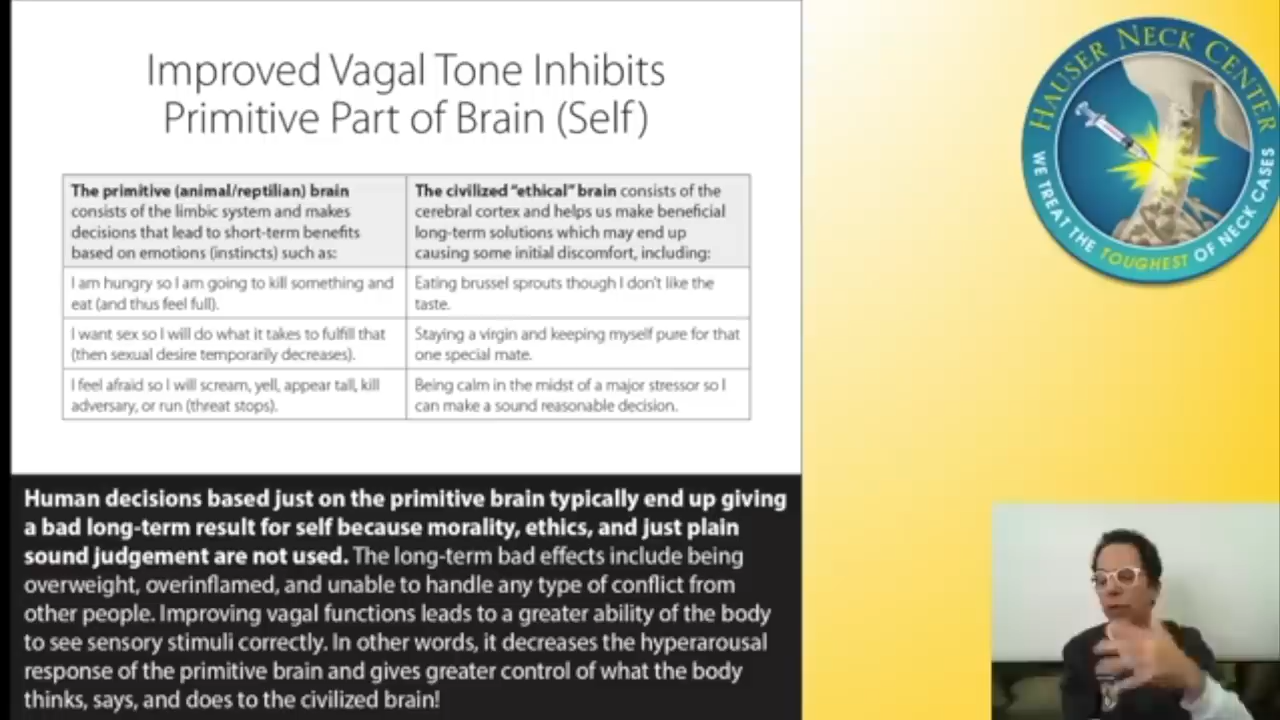 Improved Vagal Tone Inhibits
Primitive Part of Brain (Self)
The primitive (animal/reptilian) brain
consists of the limbic system and makes
decisions that lead to short-term benefits
based on emotions (instincts) such as:
The civilized "ethical" brain consists of the
cerebral cortex and helps us make beneficial
long-term solutions which may end up
causing some initial discomfort, including:
I am hungry so I am going to kill something and
eat (and thus feel full).
Eating brussel sprouts though I don't like the
taste.
I want sex so I will do what it takes to fulfill that
(then sexual desire temporarily decreases).
Staying a virgin and keeping myself pure for that
one special mate.
I feel afraid so I will scream, yell, appear tall, kill
adversary, or run (threat stops).
Being calm in the midst of a major stressor so I
can make a sound reasonable decision.
Human decisions based just on the primitive brain typically end up giving
a bad long-term result for self because morality, ethics, and just plain
sound judgement are not used. The long-term bad effects include being
overweight, overinflamed, and unable to handle any type of conflict from
other people. Improving vagal functions leads to a greater ability of the body
to see sensory stimuli correctly. In other words, it decreases the hyperarousal
response of the primitive brain and gives greater control of what the body
thinks, says, and does to the civilized brain!
HAUSER NECK CENTER
WE TREAT THE TOUGHEST OF NECK CASES